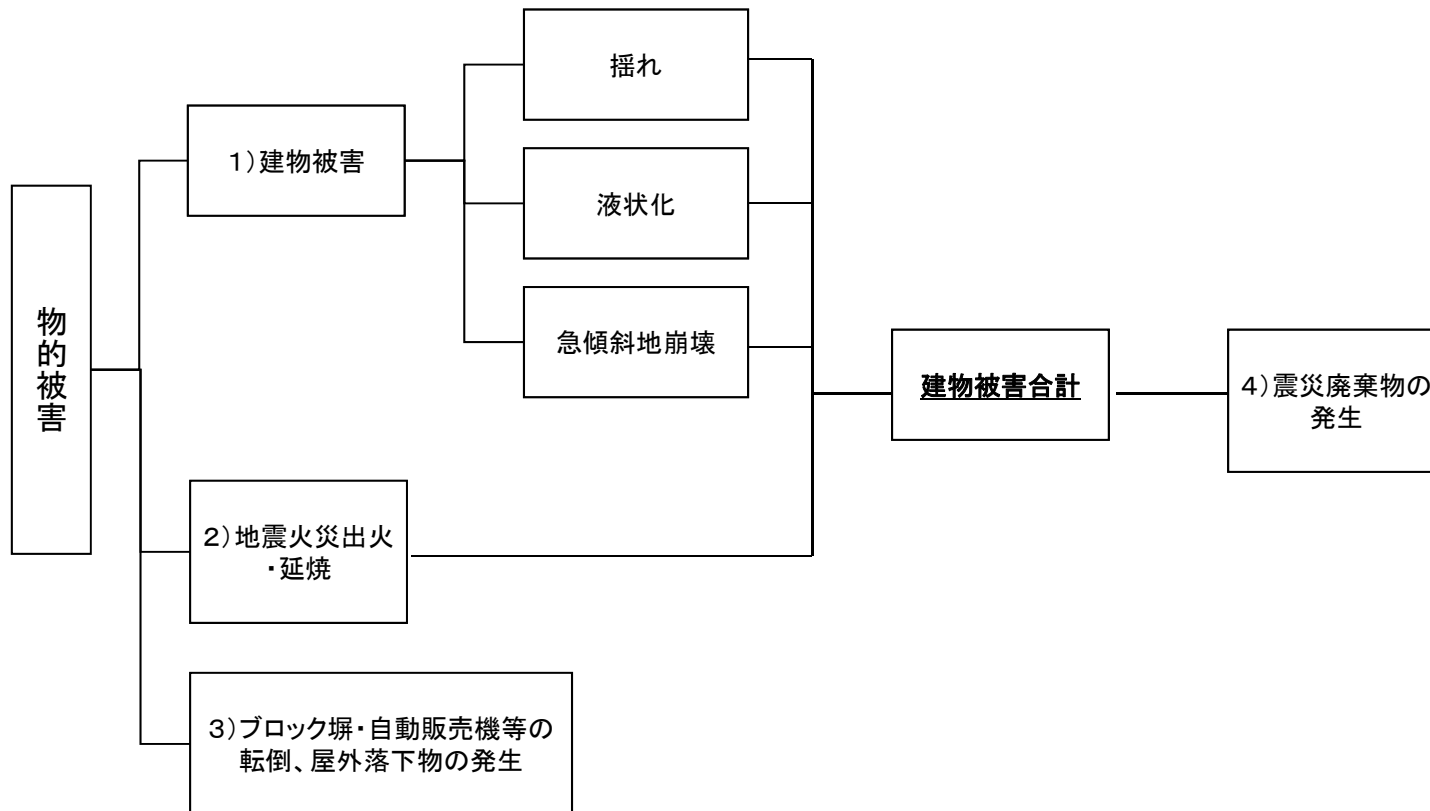 物的被害
1）建物被害
揺れ
液状化
急傾斜地崩壊
2）地震火災出火
・延焼
3）ブロック塀・自動販売機等の
転倒、屋外落下物の発生
建物被害合計
4）震災廃棄物の
発生